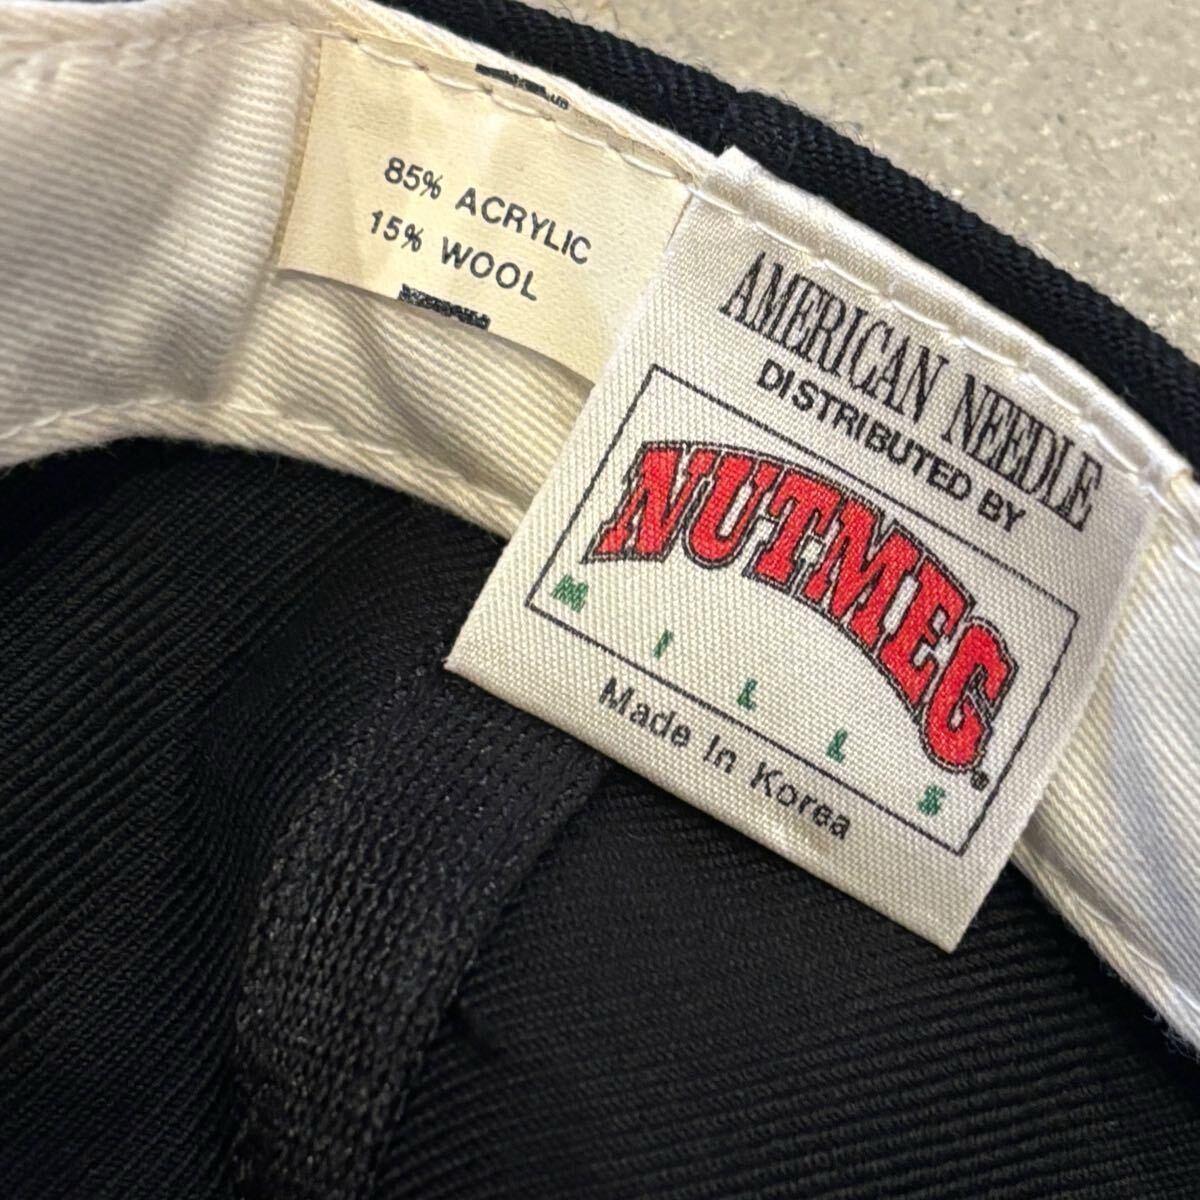 85% ACRYLIC
15% WOOL
AMERICAN NEEDLE
DISTRIBUTED BY
NUTMEG®
MILLS
Made In Korea